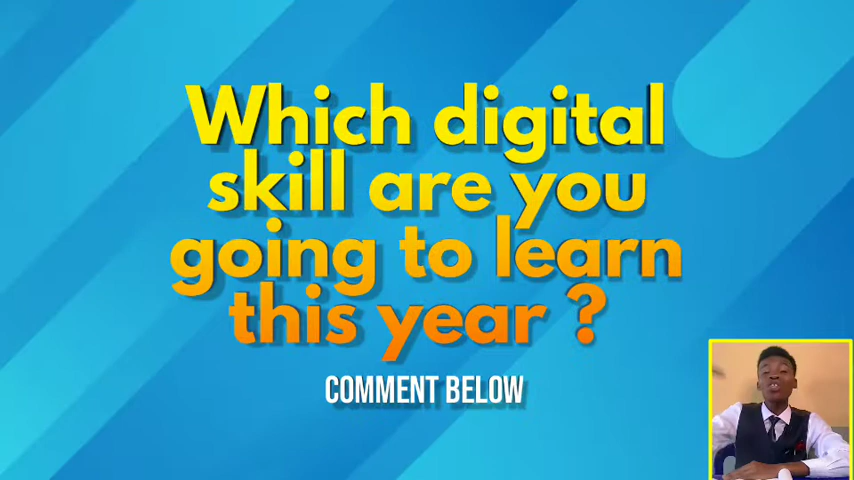 Which digital
skill are you
going to learn
this year ?
COMMENT BELOW